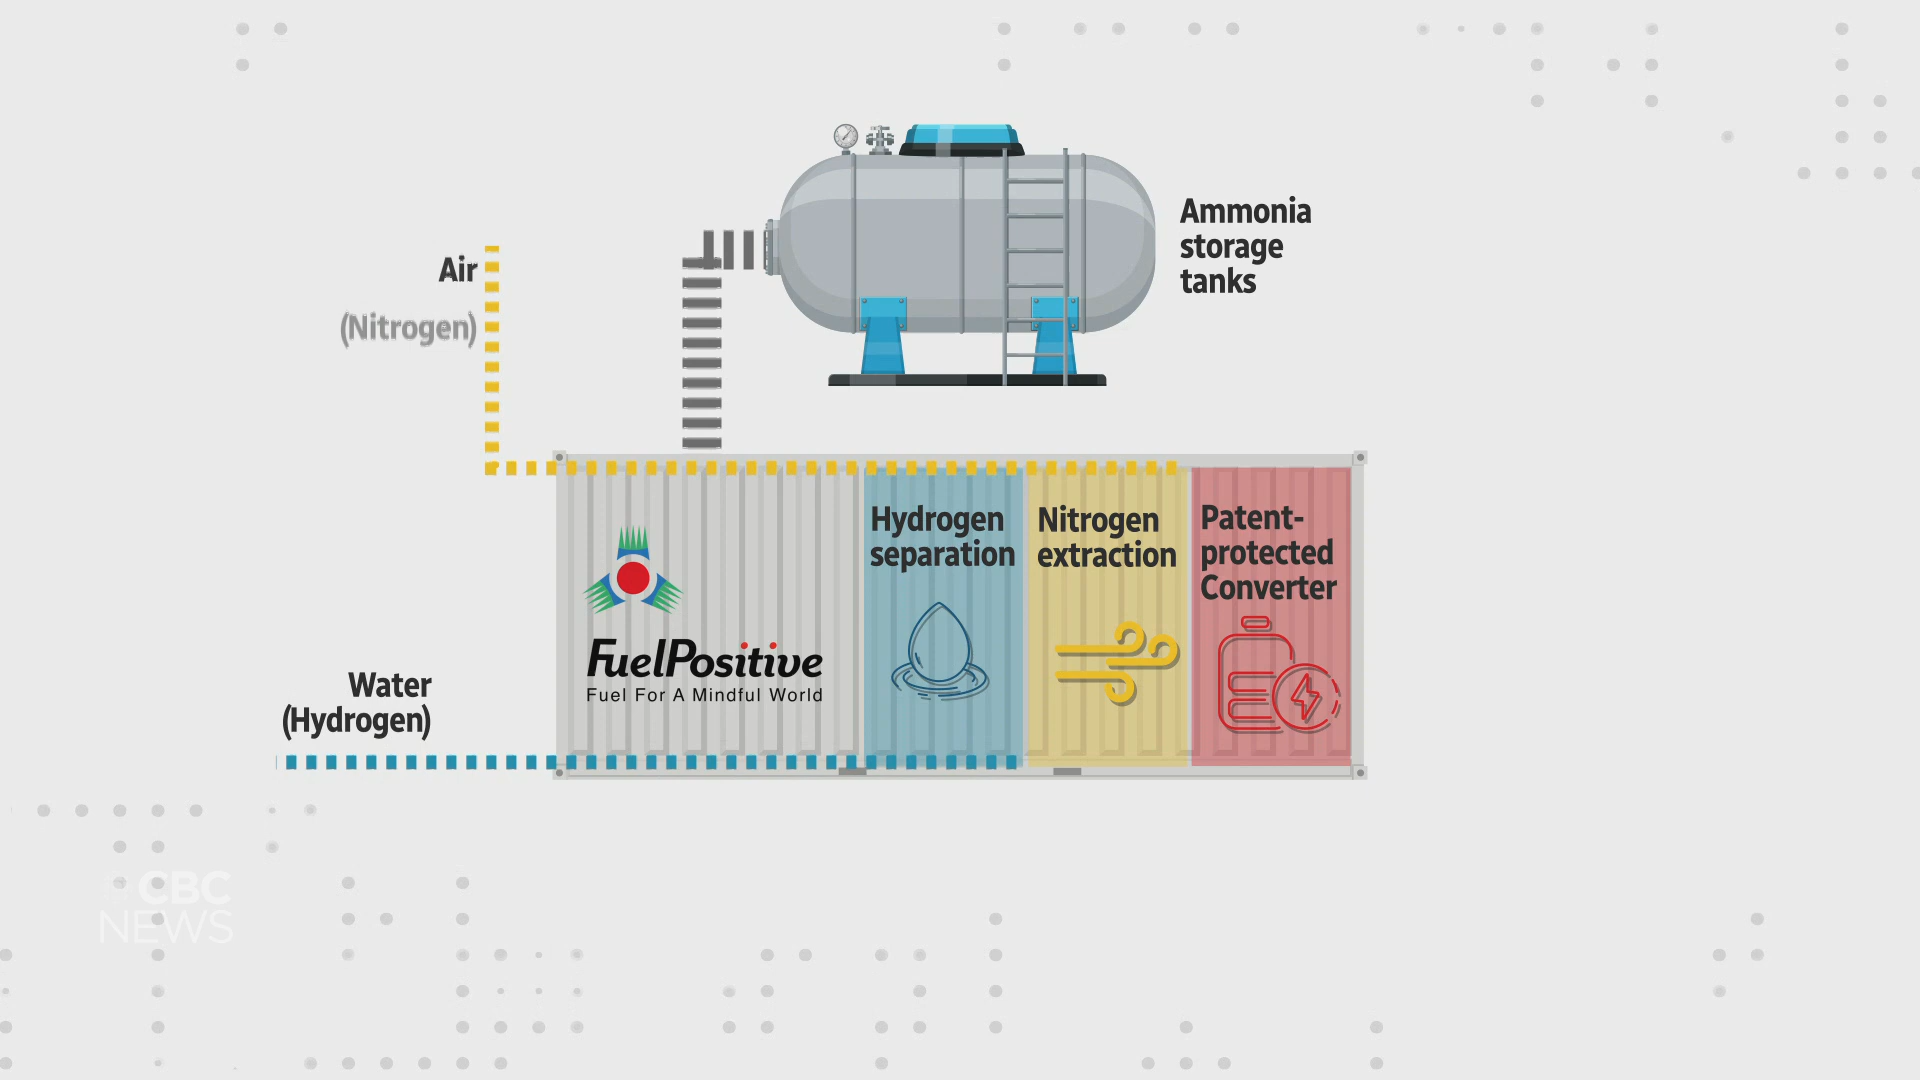 Ammonia
storage
tanks
Air
(Nitrogen)
Hydrogen
separation
Nitrogen
extraction
Patent-
protected
Converter
FuelPositive
Fuel For A Mindful World
Water
(Hydrogen)
CBC
NEWS